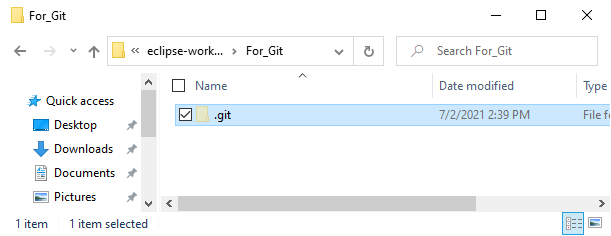 For_Git
eclipse-work... For_Git Search For_Git
Name Date modified Type
Quick access
.git 7/2/2021 2:39 PM File f
Desktop
Downloads
Documents
Pictures
1 item 1 item selected